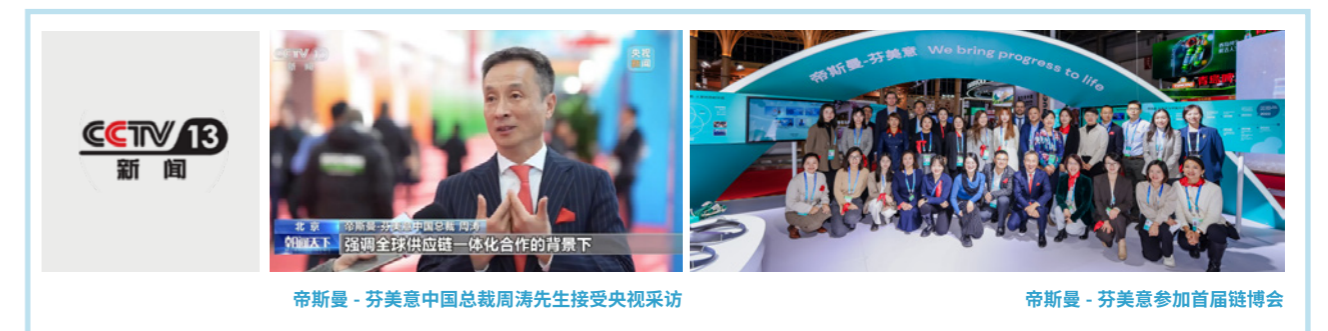 CCTV 13
新闻
央视
新闻
北京
帝斯曼-芬美意中国总裁 周涛
朝闻天下
强调全球供应链一体化合作的背景下
帝斯曼-芬美意 We bring progress to life
帝斯曼 - 芬美意中国总裁周涛先生接受央视采访
帝斯曼 - 芬美意参加首届链博会